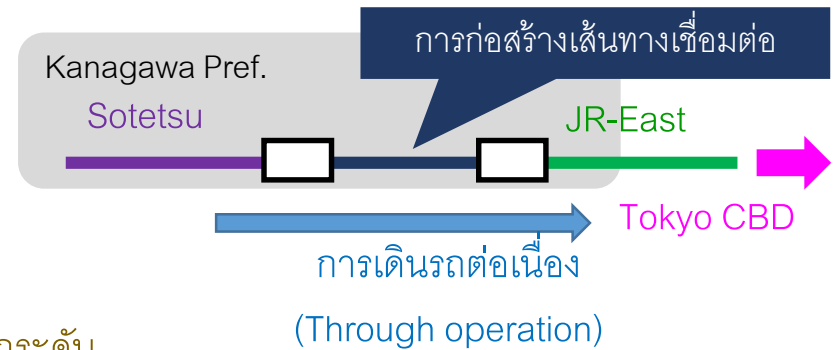 การก่อสร้างเส้นทางเชื่อมต่อ
Kanagawa Pref.
Sotetsu
JR-East
Tokyo CBD
การเดินรถต่อเนื่อง
(Through operation)